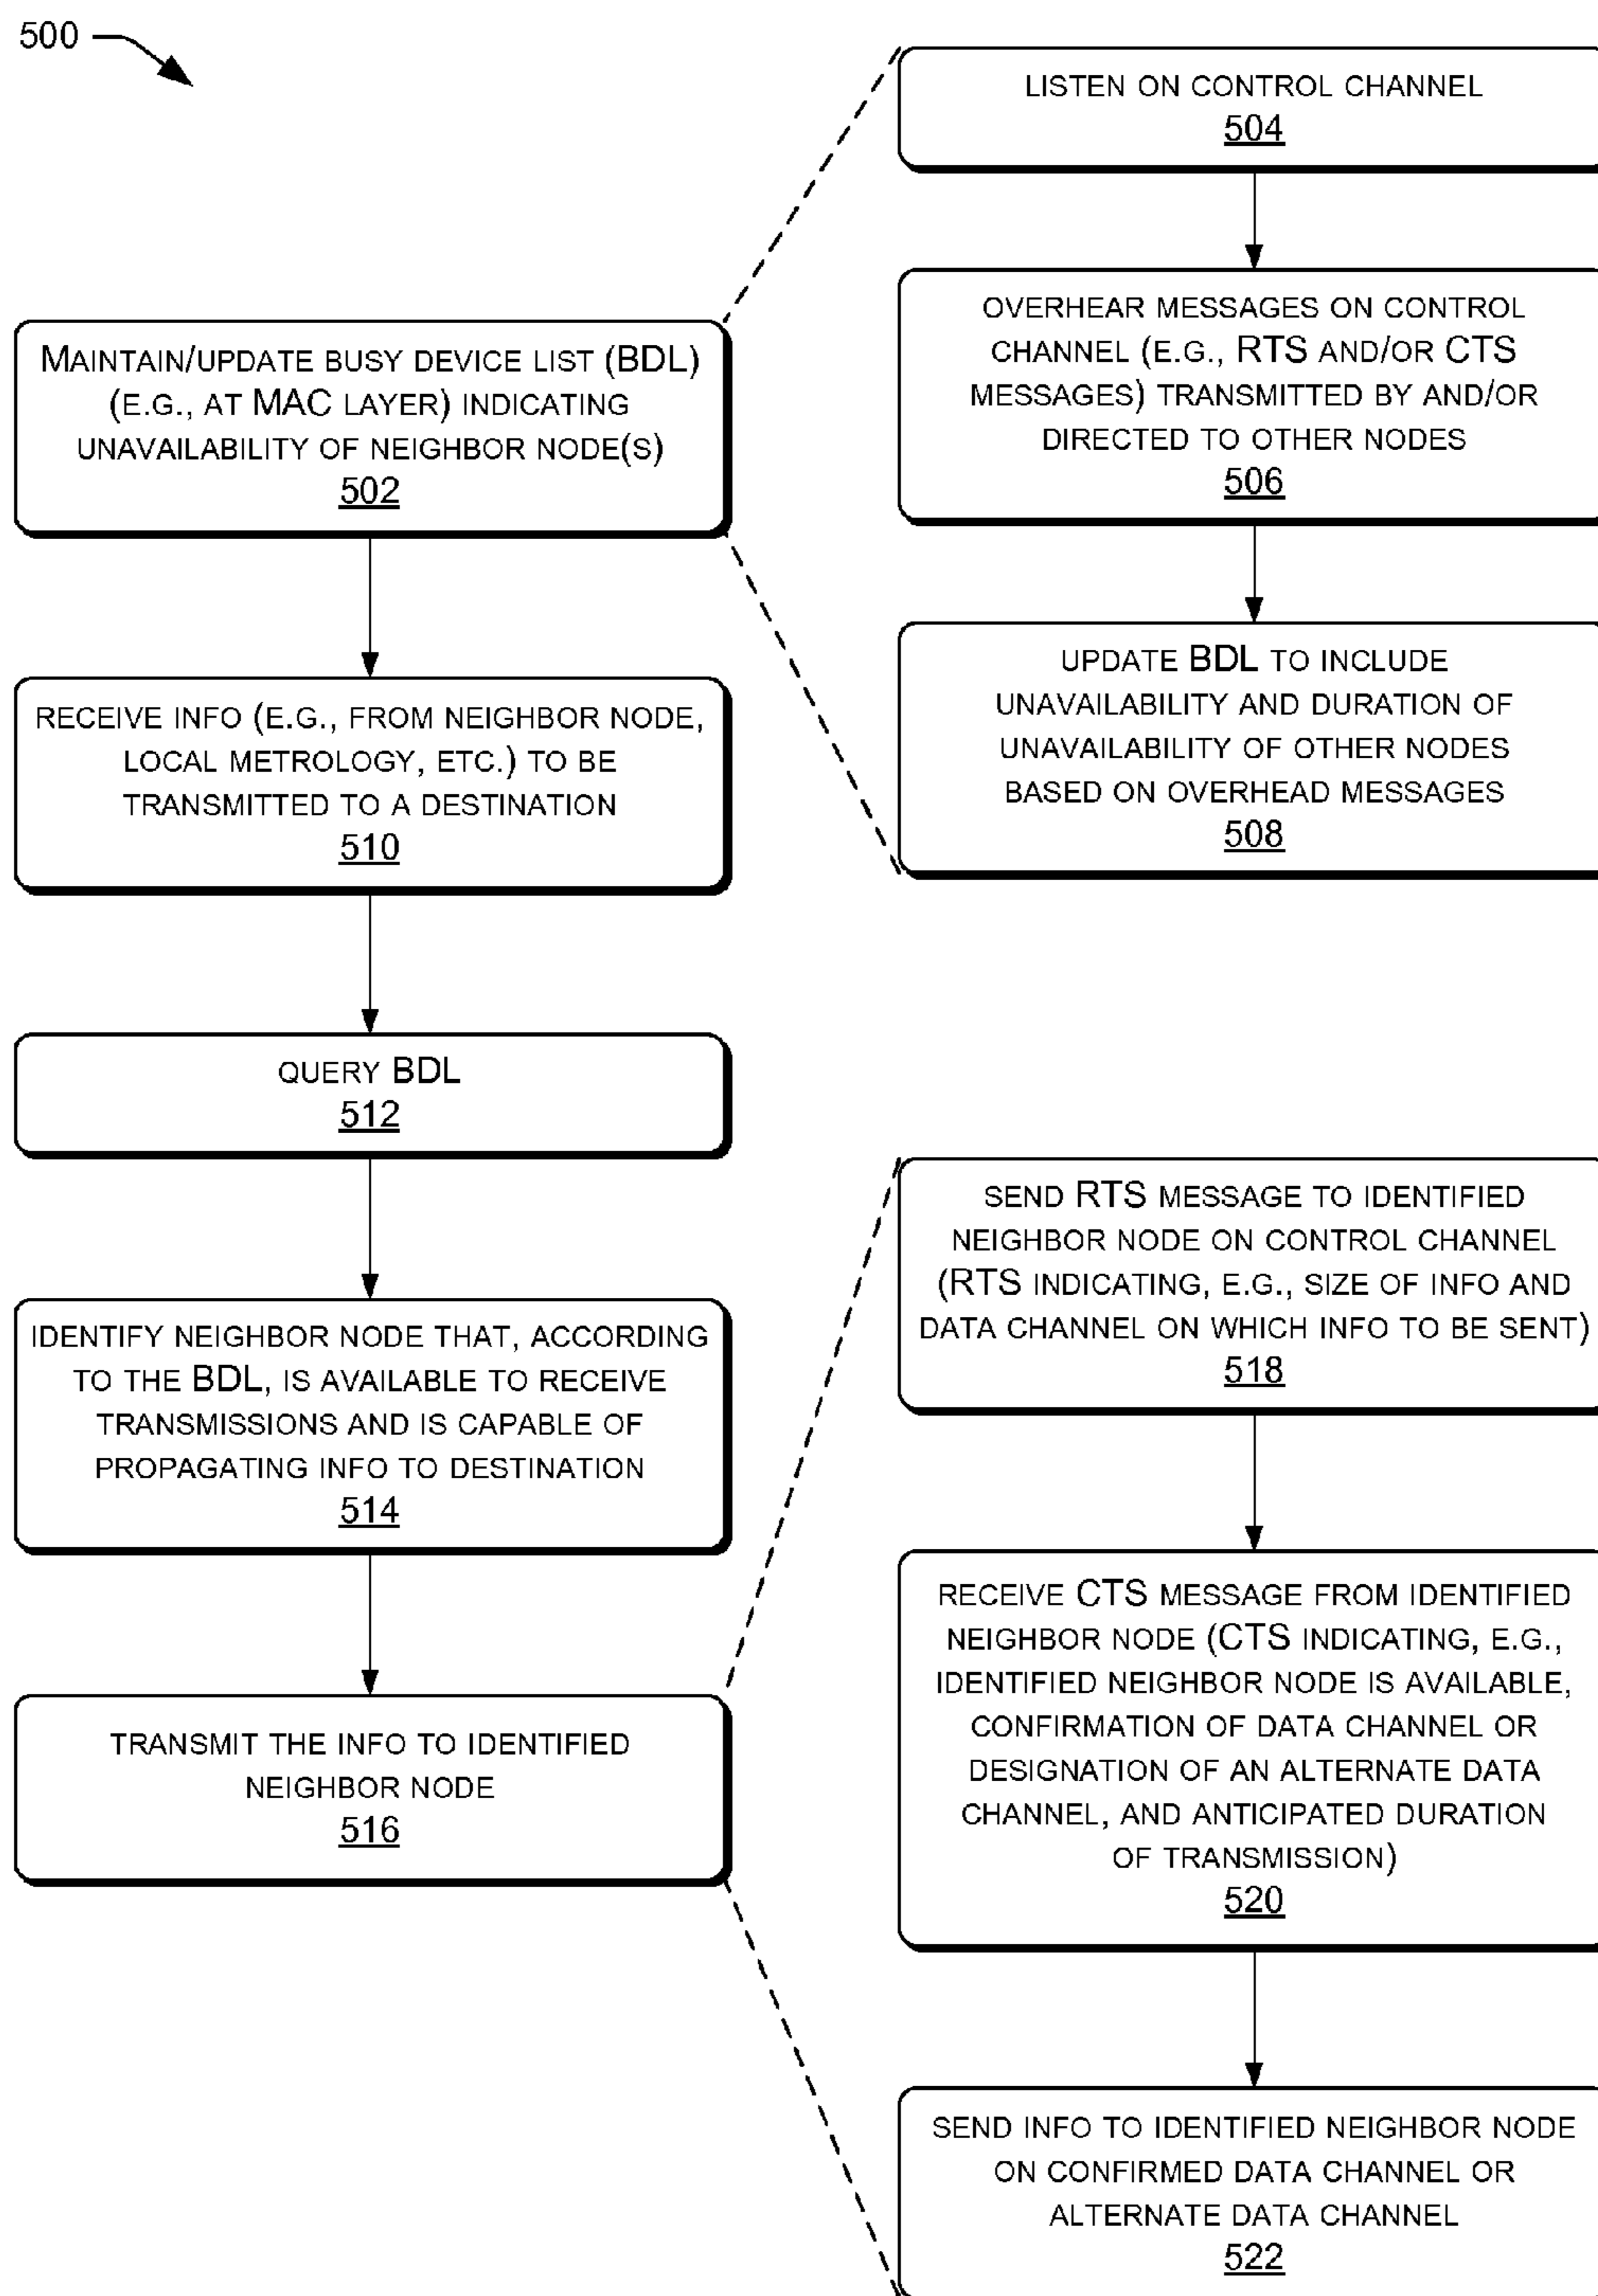 500
MAINTAIN/UPDATE BUSY DEVICE LIST (BDL)
(E.G., AT MAC LAYER) INDICATING
UNAVAILABILITY OF NEIGHBOR NODE(S)
502
RECEIVE INFO (E.G., FROM NEIGHBOR NODE,
LOCAL METROLOGY, ETC.) TO BE
TRANSMITTED TO A DESTINATION
510
QUERY BDL
512
IDENTIFY NEIGHBOR NODE THAT, ACCORDING
TO THE BDL, IS AVAILABLE TO RECEIVE
TRANSMISSIONS AND IS CAPABLE OF
PROPAGATING INFO TO DESTINATION
514
TRANSMIT THE INFO TO IDENTIFIED
NEIGHBOR NODE
516
LISTEN ON CONTROL CHANNEL
504
OVERHEAR MESSAGES ON CONTROL
CHANNEL (E.G., RTS AND/OR CTS
MESSAGES) TRANSMITTED BY AND/OR
DIRECTED TO OTHER NODES
506
UPDATE BDL TO INCLUDE
UNAVAILABILITY AND DURATION OF
UNAVAILABILITY OF OTHER NODES
BASED ON OVERHEAD MESSAGES
508
SEND RTS MESSAGE TO IDENTIFIED
NEIGHBOR NODE ON CONTROL CHANNEL
(RTS INDICATING, E.G., SIZE OF INFO AND
DATA CHANNEL ON WHICH INFO TO BE SENT)
518
RECEIVE CTS MESSAGE FROM IDENTIFIED
NEIGHBOR NODE (CTS INDICATING, E.G.,
IDENTIFIED NEIGHBOR NODE IS AVAILABLE,
CONFIRMATION OF DATA CHANNEL OR
DESIGNATION OF AN ALTERNATE DATA
CHANNEL, AND ANTICIPATED DURATION
OF TRANSMISSION)
520
SEND INFO TO IDENTIFIED NEIGHBOR NODE
ON CONFIRMED DATA CHANNEL OR
ALTERNATE DATA CHANNEL
522